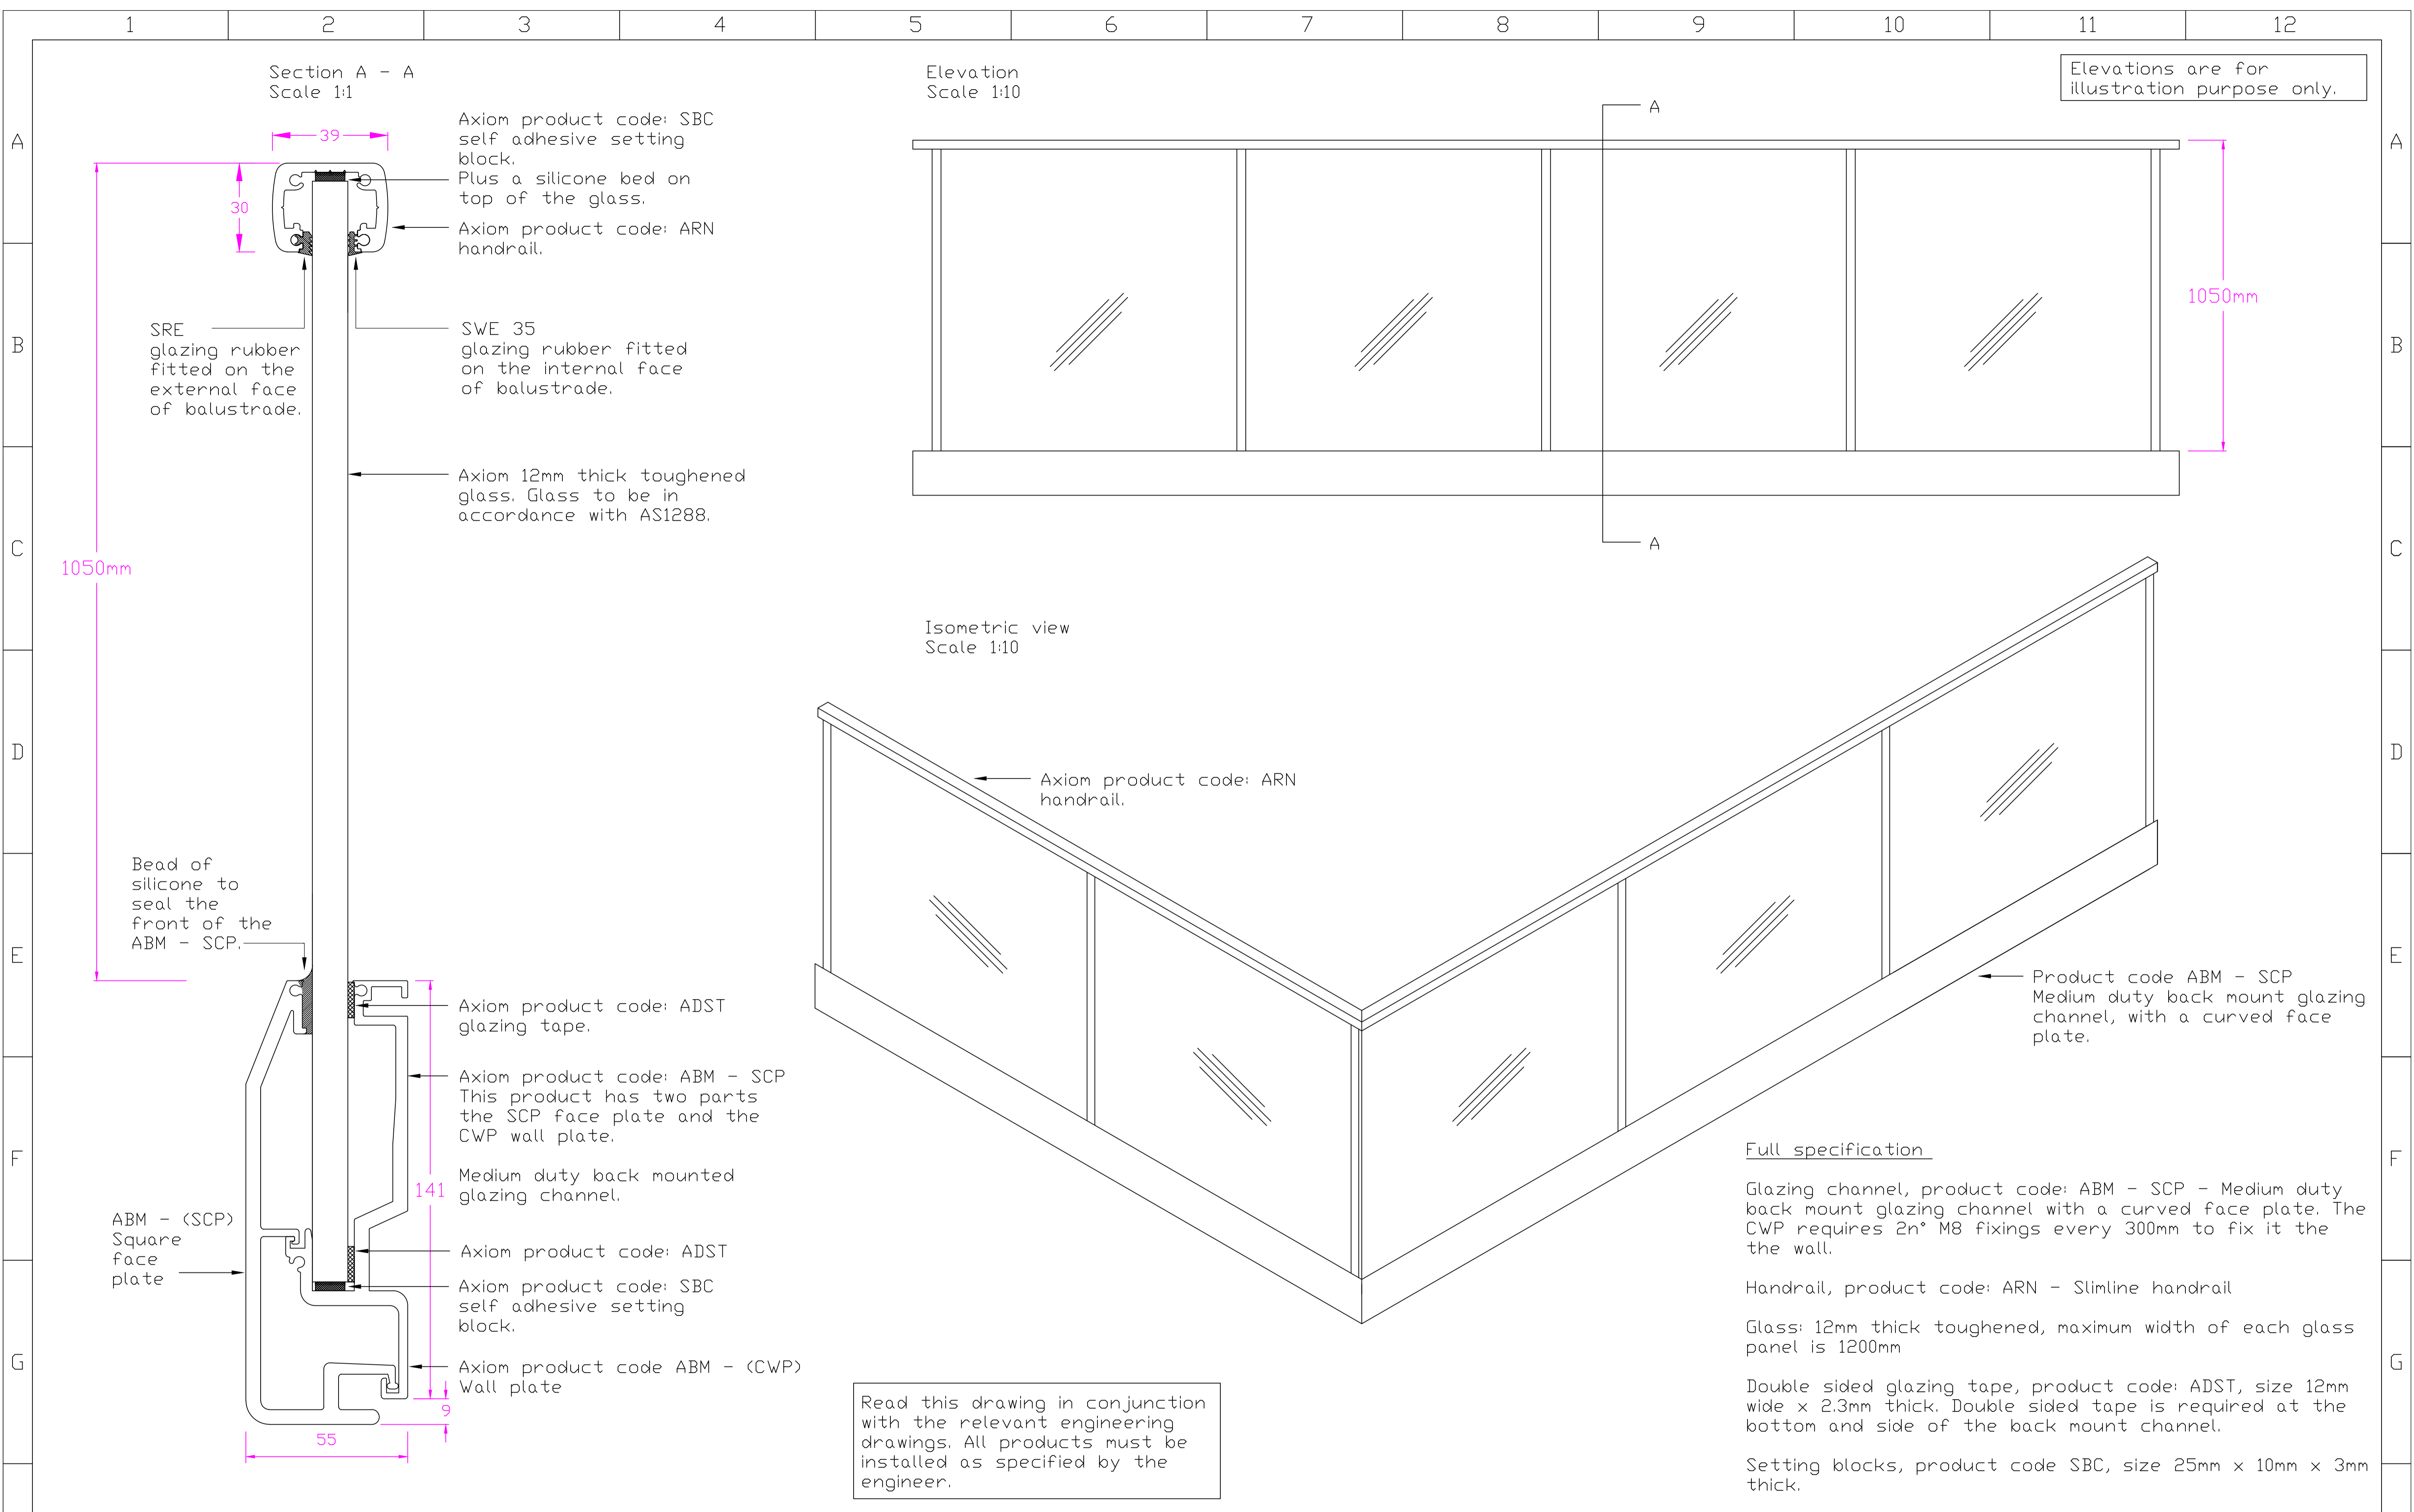 1 2 3 4 5 6 7 8 9 10 11 12
Section A - A
Scale 1:1
39
30
1050mm
Axiom product code: SBC
self adhesive setting
block.
Plus a silicone bed on
top of the glass.
Axiom product code: ARN
handrail.
SRE
glazing rubber
fitted on the
external face
of balustrade.
SWE 35
glazing rubber fitted
on the internal face
of balustrade.
Axiom 12mm thick toughened
glass. Glass to be in
accordance with AS1288.
Bead of
silicone to
seal the
front of the
ABM - SCP.
Axiom product code: ADST
glazing tape.
Axiom product code: ABM - SCP
This product has two parts
the SCP face plate and the
CWP wall plate.
Medium duty back mounted
glazing channel.
141
ABM - (SCP)
Square
face
plate
Axiom product code: ADST
Axiom product code: SBC
self adhesive setting
block.
Axiom product code ABM - (CWP)
Wall plate
9
55
Elevation
Scale 1:10
Elevations are for
illustration purpose only.
A
A
1050mm
Isometric view
Scale 1:10
Axiom product code: ARN
handrail.
Product code ABM - SCP
Medium duty back mount glazing
channel, with a curved face
plate.
Read this drawing in conjunction
with the relevant engineering
drawings. All products must be
installed as specified by the
engineer.
Full specification
Glazing channel, product code: ABM - SCP - Medium duty
back mount glazing channel with a curved face plate. The
CWP requires 2n° M8 fixings every 300mm to fix it the
the wall.
Handrail, product code: ARN - Slimline handrail
Glass: 12mm thick toughened, maximum width of each glass
panel is 1200mm
Double sided glazing tape, product code: ADST, size 12mm
wide x 2.3mm thick. Double sided tape is required at the
bottom and side of the back mount channel.
Setting blocks, product code SBC, size 25mm x 10mm x 3mm
thick.
A A
B B
C C
D D
E E
F F
G G